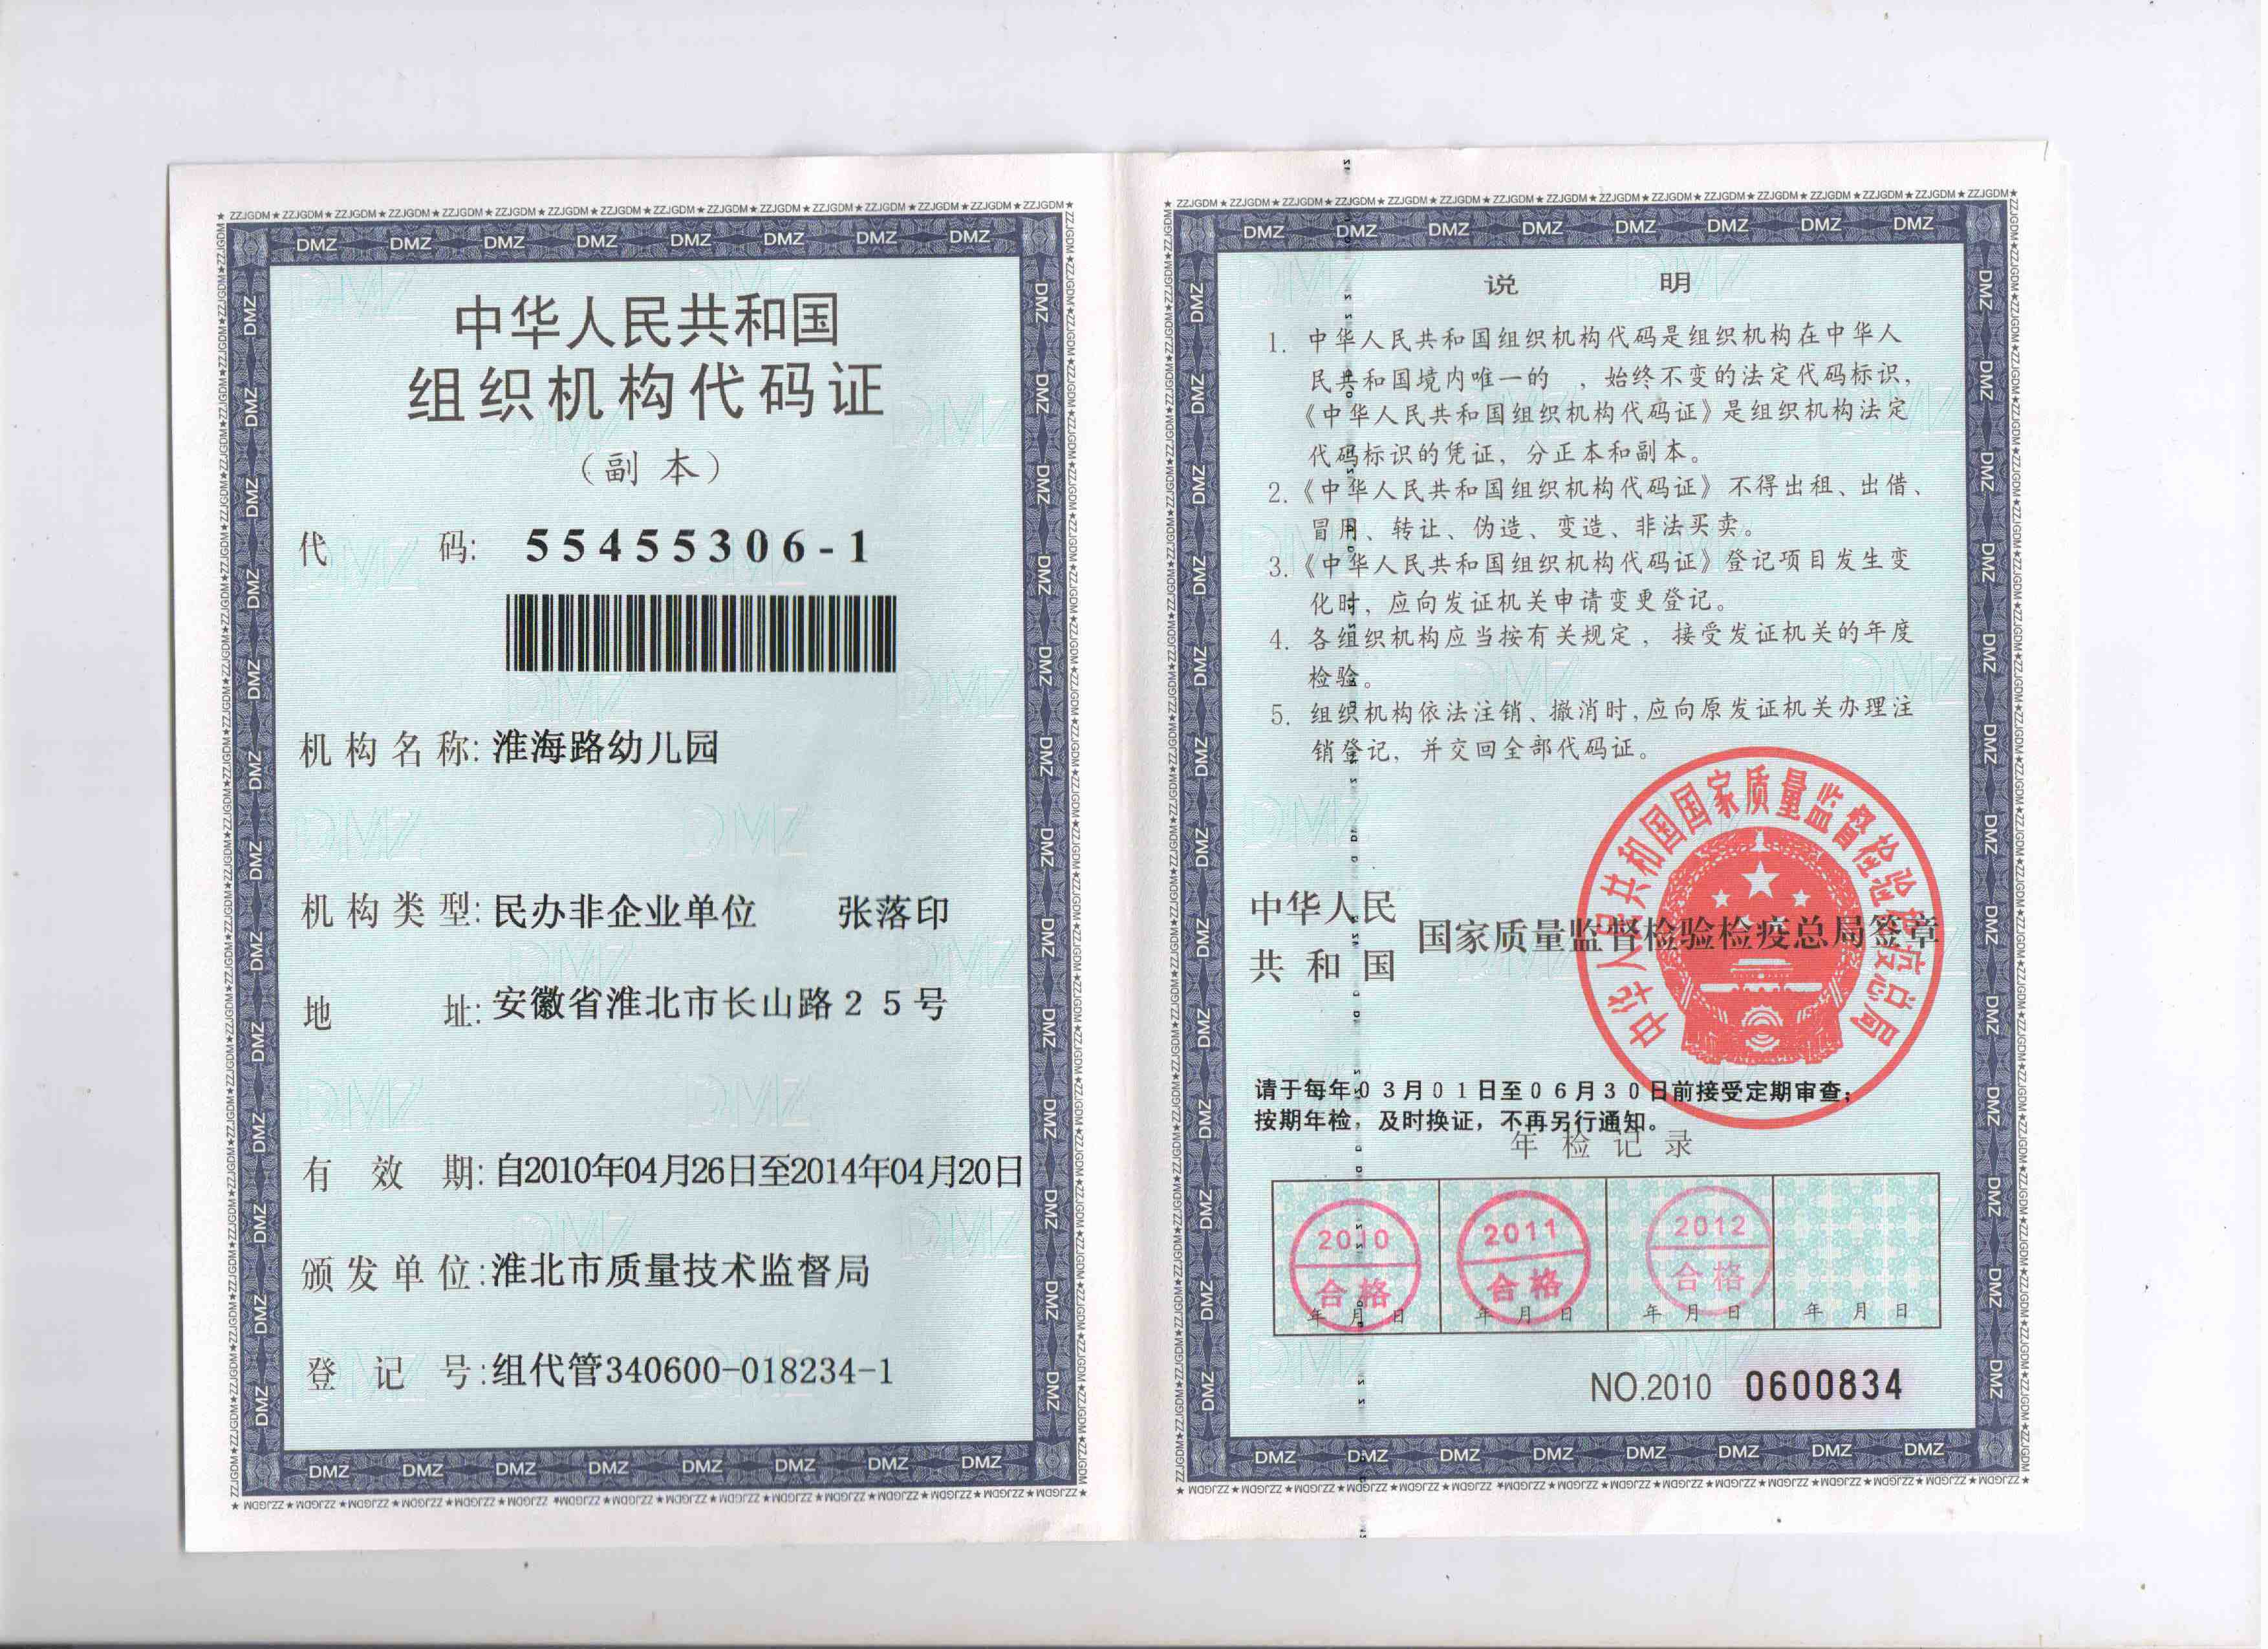 中华人民共和国
组织机构代码证
（副 本）
代 码: 55455306-1
机构名称: 淮海路幼儿园
机构类型: 民办非企业单位 张落印
地 址: 安徽省淮北市长山路25号
有 效 期: 自2010年04月26日至2014年04月20日
颁发单位: 淮北市质量技术监督局
登 记 号: 组代管340600-018234-1
说 明
1. 中华人民共和国组织机构代码是组织机构在中华人
民共和国境内唯一的 ，始终不变的法定代码标识，
《中华人民共和国组织机构代码证》是组织机构法定
代码标识的凭证，分正本和副本。
2.《中华人民共和国组织机构代码证》不得出租、出借、
冒用、转让、伪造、变造、非法买卖。
3.《中华人民共和国组织机构代码证》登记项目发生变
化时，应向发证机关申请变更登记。
4. 各组织机构应当按有关规定，接受发证机关的年度
检验。
5. 组织机构依法注销、撤消时，应向原发证机关办理注
销登记，并交回全部代码证。
中华人民共和国国家质量监督检验检疫总局
中华人民
共和国
国家质量监督检验检疫总局签章
请于每年03月01日至06月30日前接受定期审查；
按期年检，及时换证，不再另行通知。
年检记录
2010 合格 年 月 日
2011 合格 年 月 日
2012 合格 年 月 日
年 月 日
NO.2010 0600834